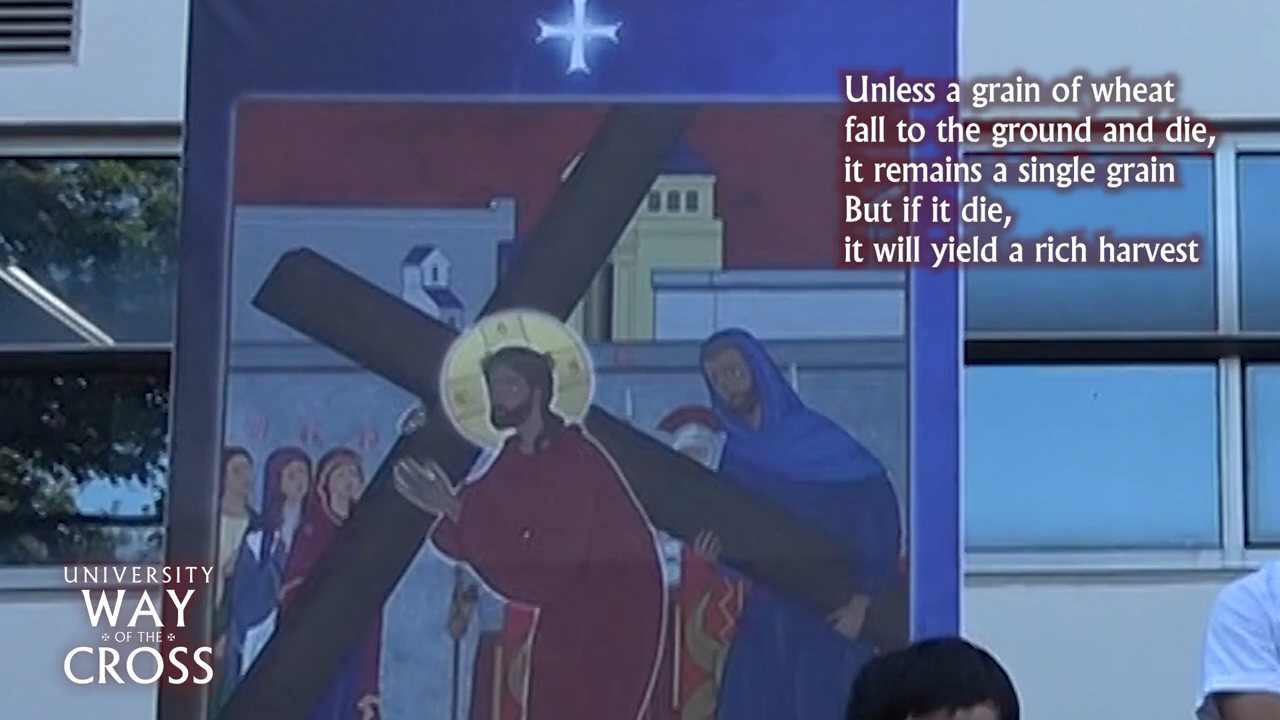 Unless a grain of wheat
fall to the ground and die,
it remains a single grain
But if it die,
it will yield a rich harvest
UNIVERSITY
WAY
OF THE
CROSS